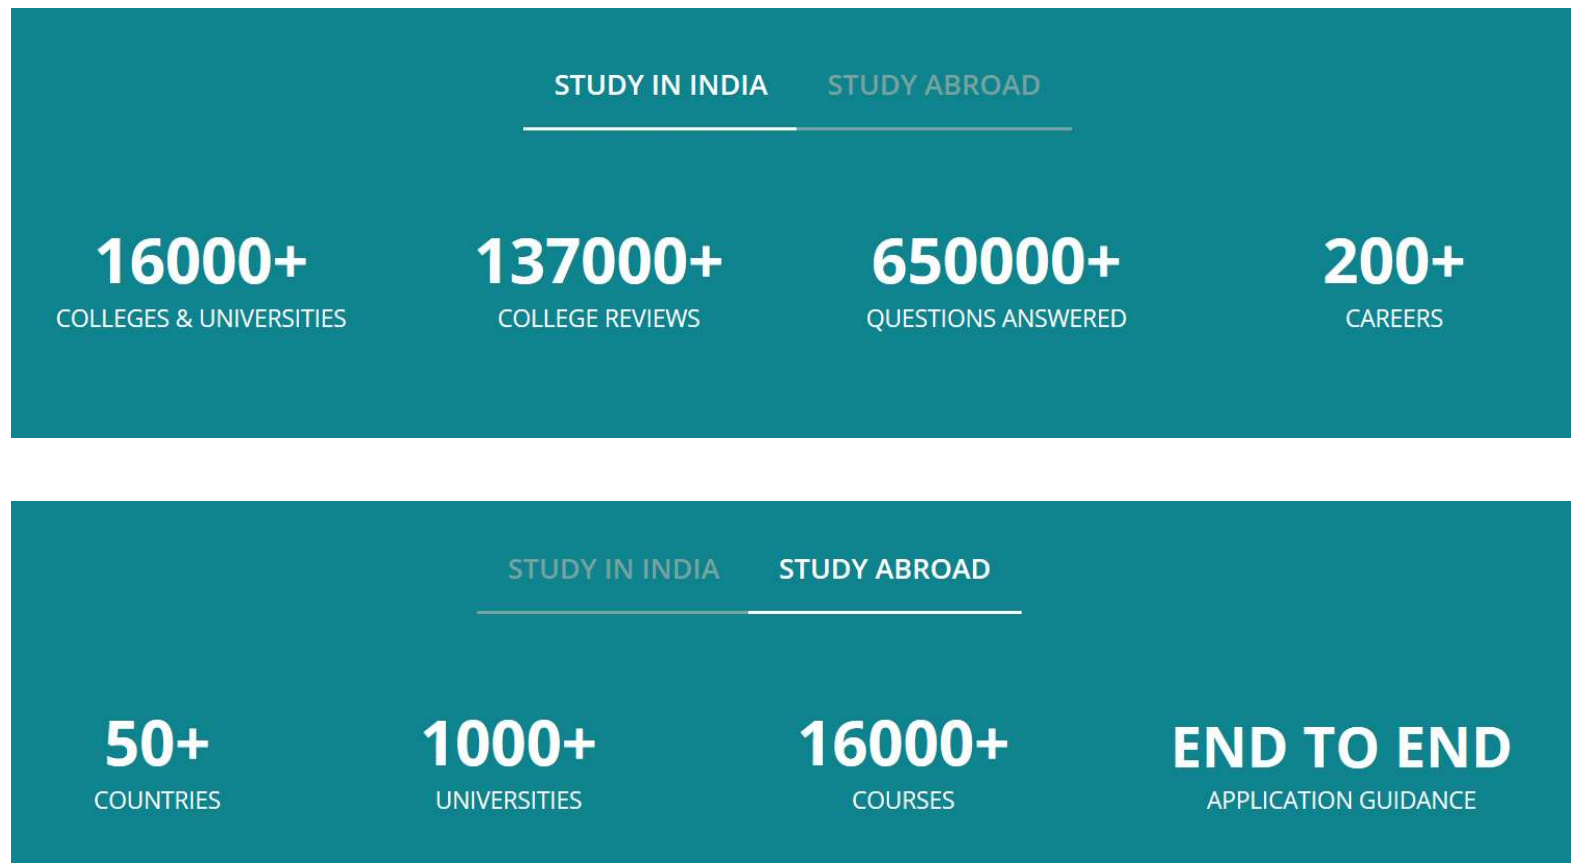 STUDY IN INDIA STUDY ABROAD
16000+ 137000+ 650000+ 200+
COLLEGES & UNIVERSITIES COLLEGE REVIEWS QUESTIONS ANSWERED CAREERS
STUDY IN INDIA STUDY ABROAD
50+ 1000+ 16000+ END TO END
COUNTRIES UNIVERSITIES COURSES APPLICATION GUIDANCE